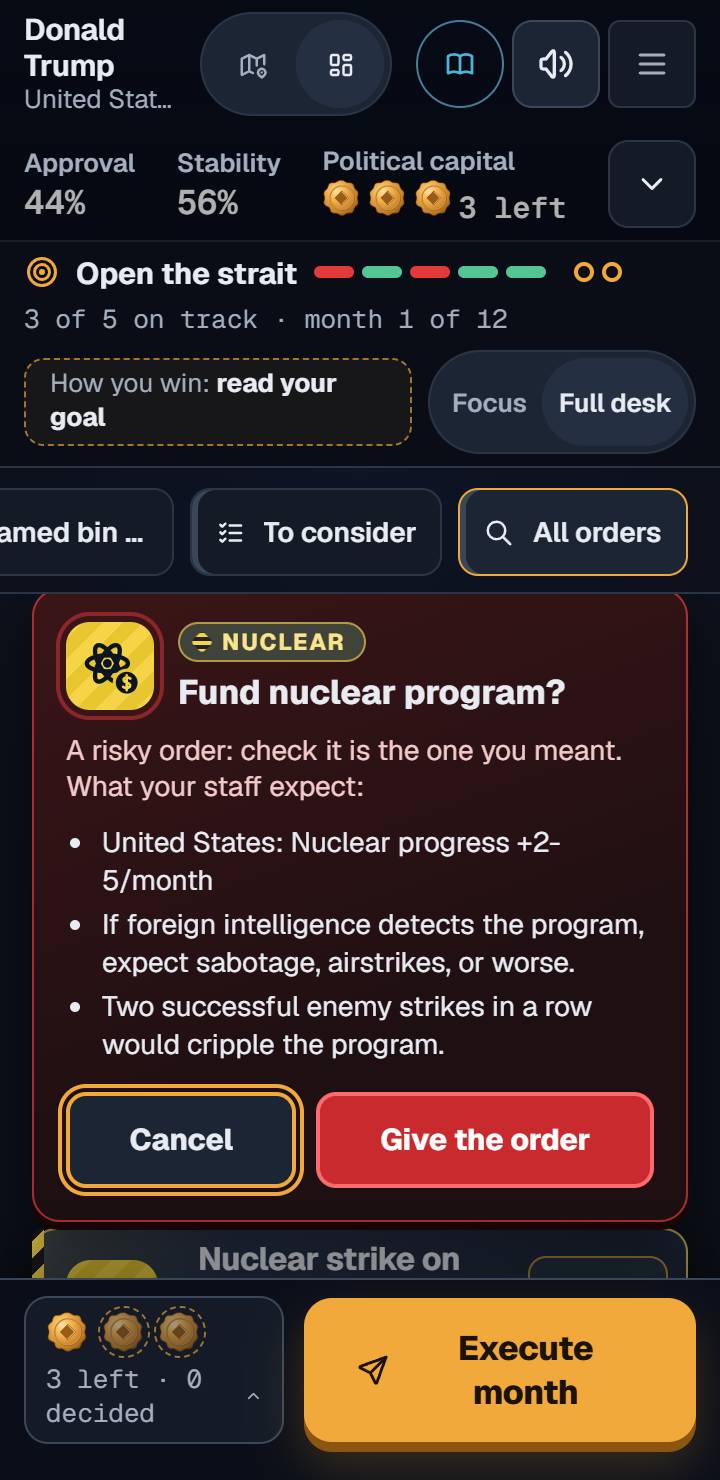 Donald
Trump
United Stat…
Approval
44%
Stability
56%
Political capital
3 left
Open the strait
3 of 5 on track · month 1 of 12
How you win: read your
goal
Focus
Full desk
amed bin …
To consider
All orders
NUCLEAR
Fund nuclear program?
A risky order: check it is the one you meant.
What your staff expect:
• United States: Nuclear progress +2-
5/month
• If foreign intelligence detects the program,
expect sabotage, airstrikes, or worse.
• Two successful enemy strikes in a row
would cripple the program.
Cancel
Give the order
Nuclear strike on
3 left · 0
decided
Execute
month